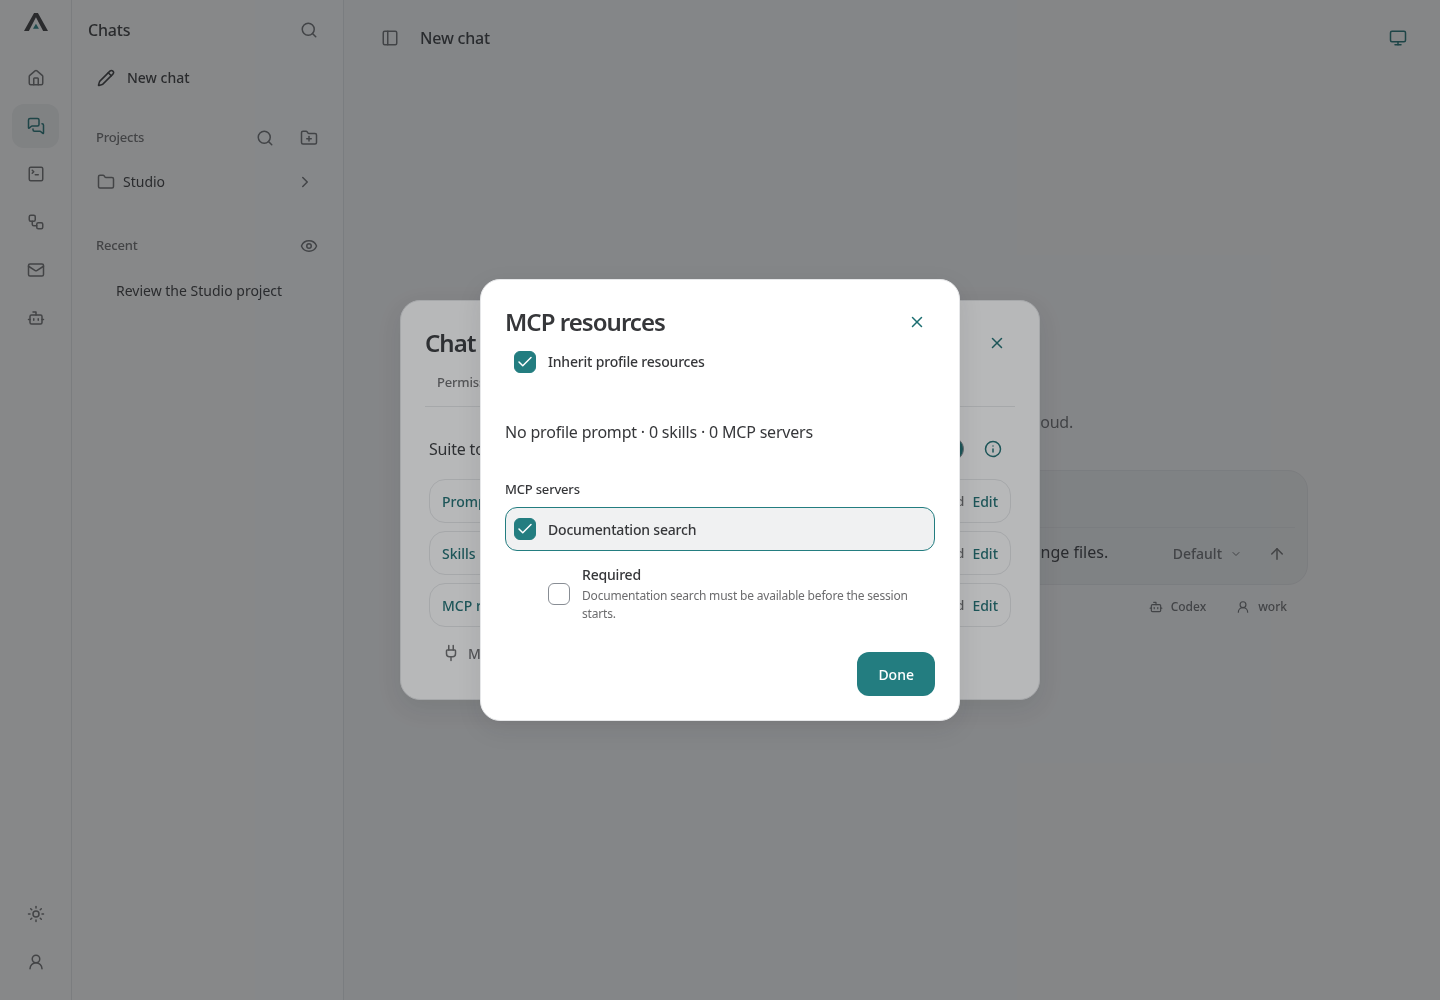 Chats
New chat
Projects
Studio
Recent
Review the Studio project
New chat
Chat
Permis
Suite to
Edit
Skills
Edit
Edit
oud.
nge files.
Default
Codex
work
MCP resources
Inherit profile resources
No profile prompt · 0 skills · 0 MCP servers
MCP servers
Documentation search
Required
Documentation search must be available before the session
starts.
Done